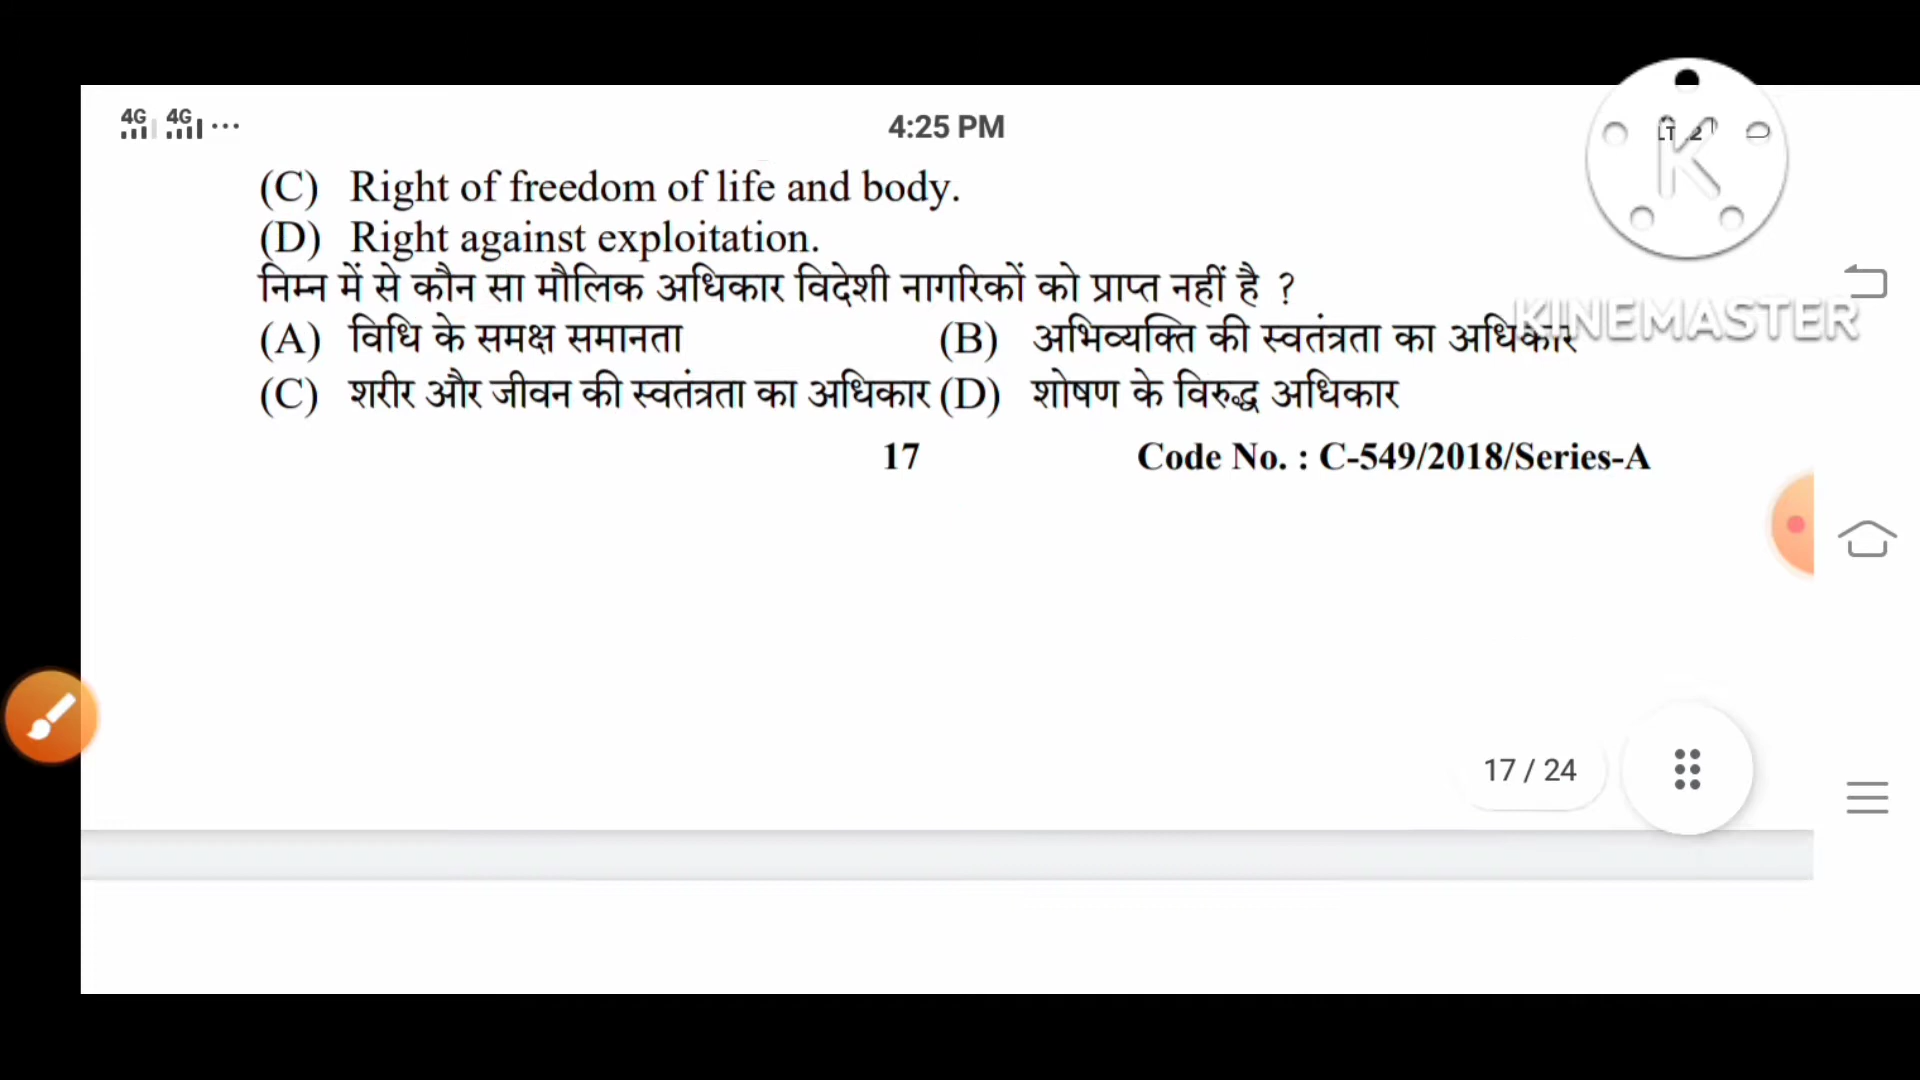 4G 4G ... 4:25 PM
(C) Right of freedom of life and body.
(D) Right against exploitation.
निम्न में से कौन सा मौलिक अधिकार विदेशी नागरिकों को प्राप्त नहीं है ?
(A) विधि के समक्ष समानता (B) अभिव्यक्ति की स्वतंत्रता का अधिकार
KINEMASTER
(C) शरीर और जीवन की स्वतंत्रता का अधिकार (D) शोषण के विरुद्ध अधिकार
17 Code No. : C-549/2018/Series-A
17 / 24